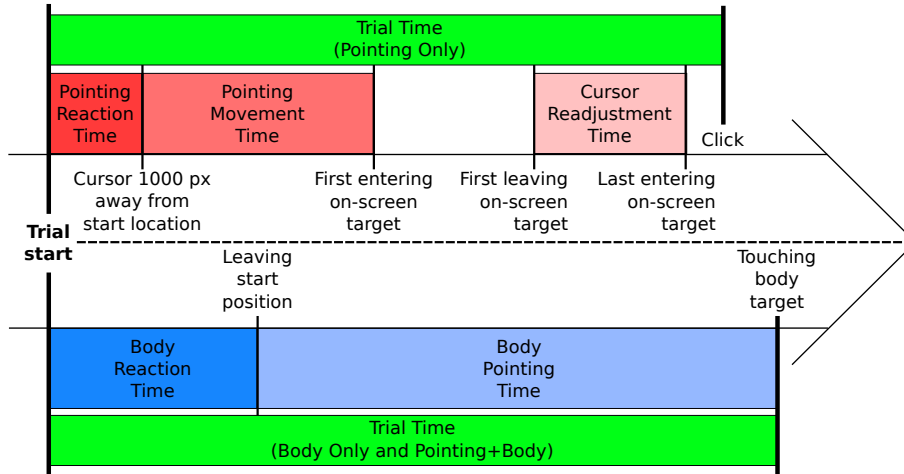 Trial Time
(Pointing Only)
Pointing
Reaction
Time
Pointing
Movement
Time
Cursor
Readjustment
Time
Click
Cursor 1000 px
away from
start location
First entering
on-screen
target
First leaving
on-screen
target
Last entering
on-screen
target
Trial
start
Leaving
start
position
Touching
body
target
Body
Reaction
Time
Body
Pointing
Time
Trial Time
(Body Only and Pointing+Body)